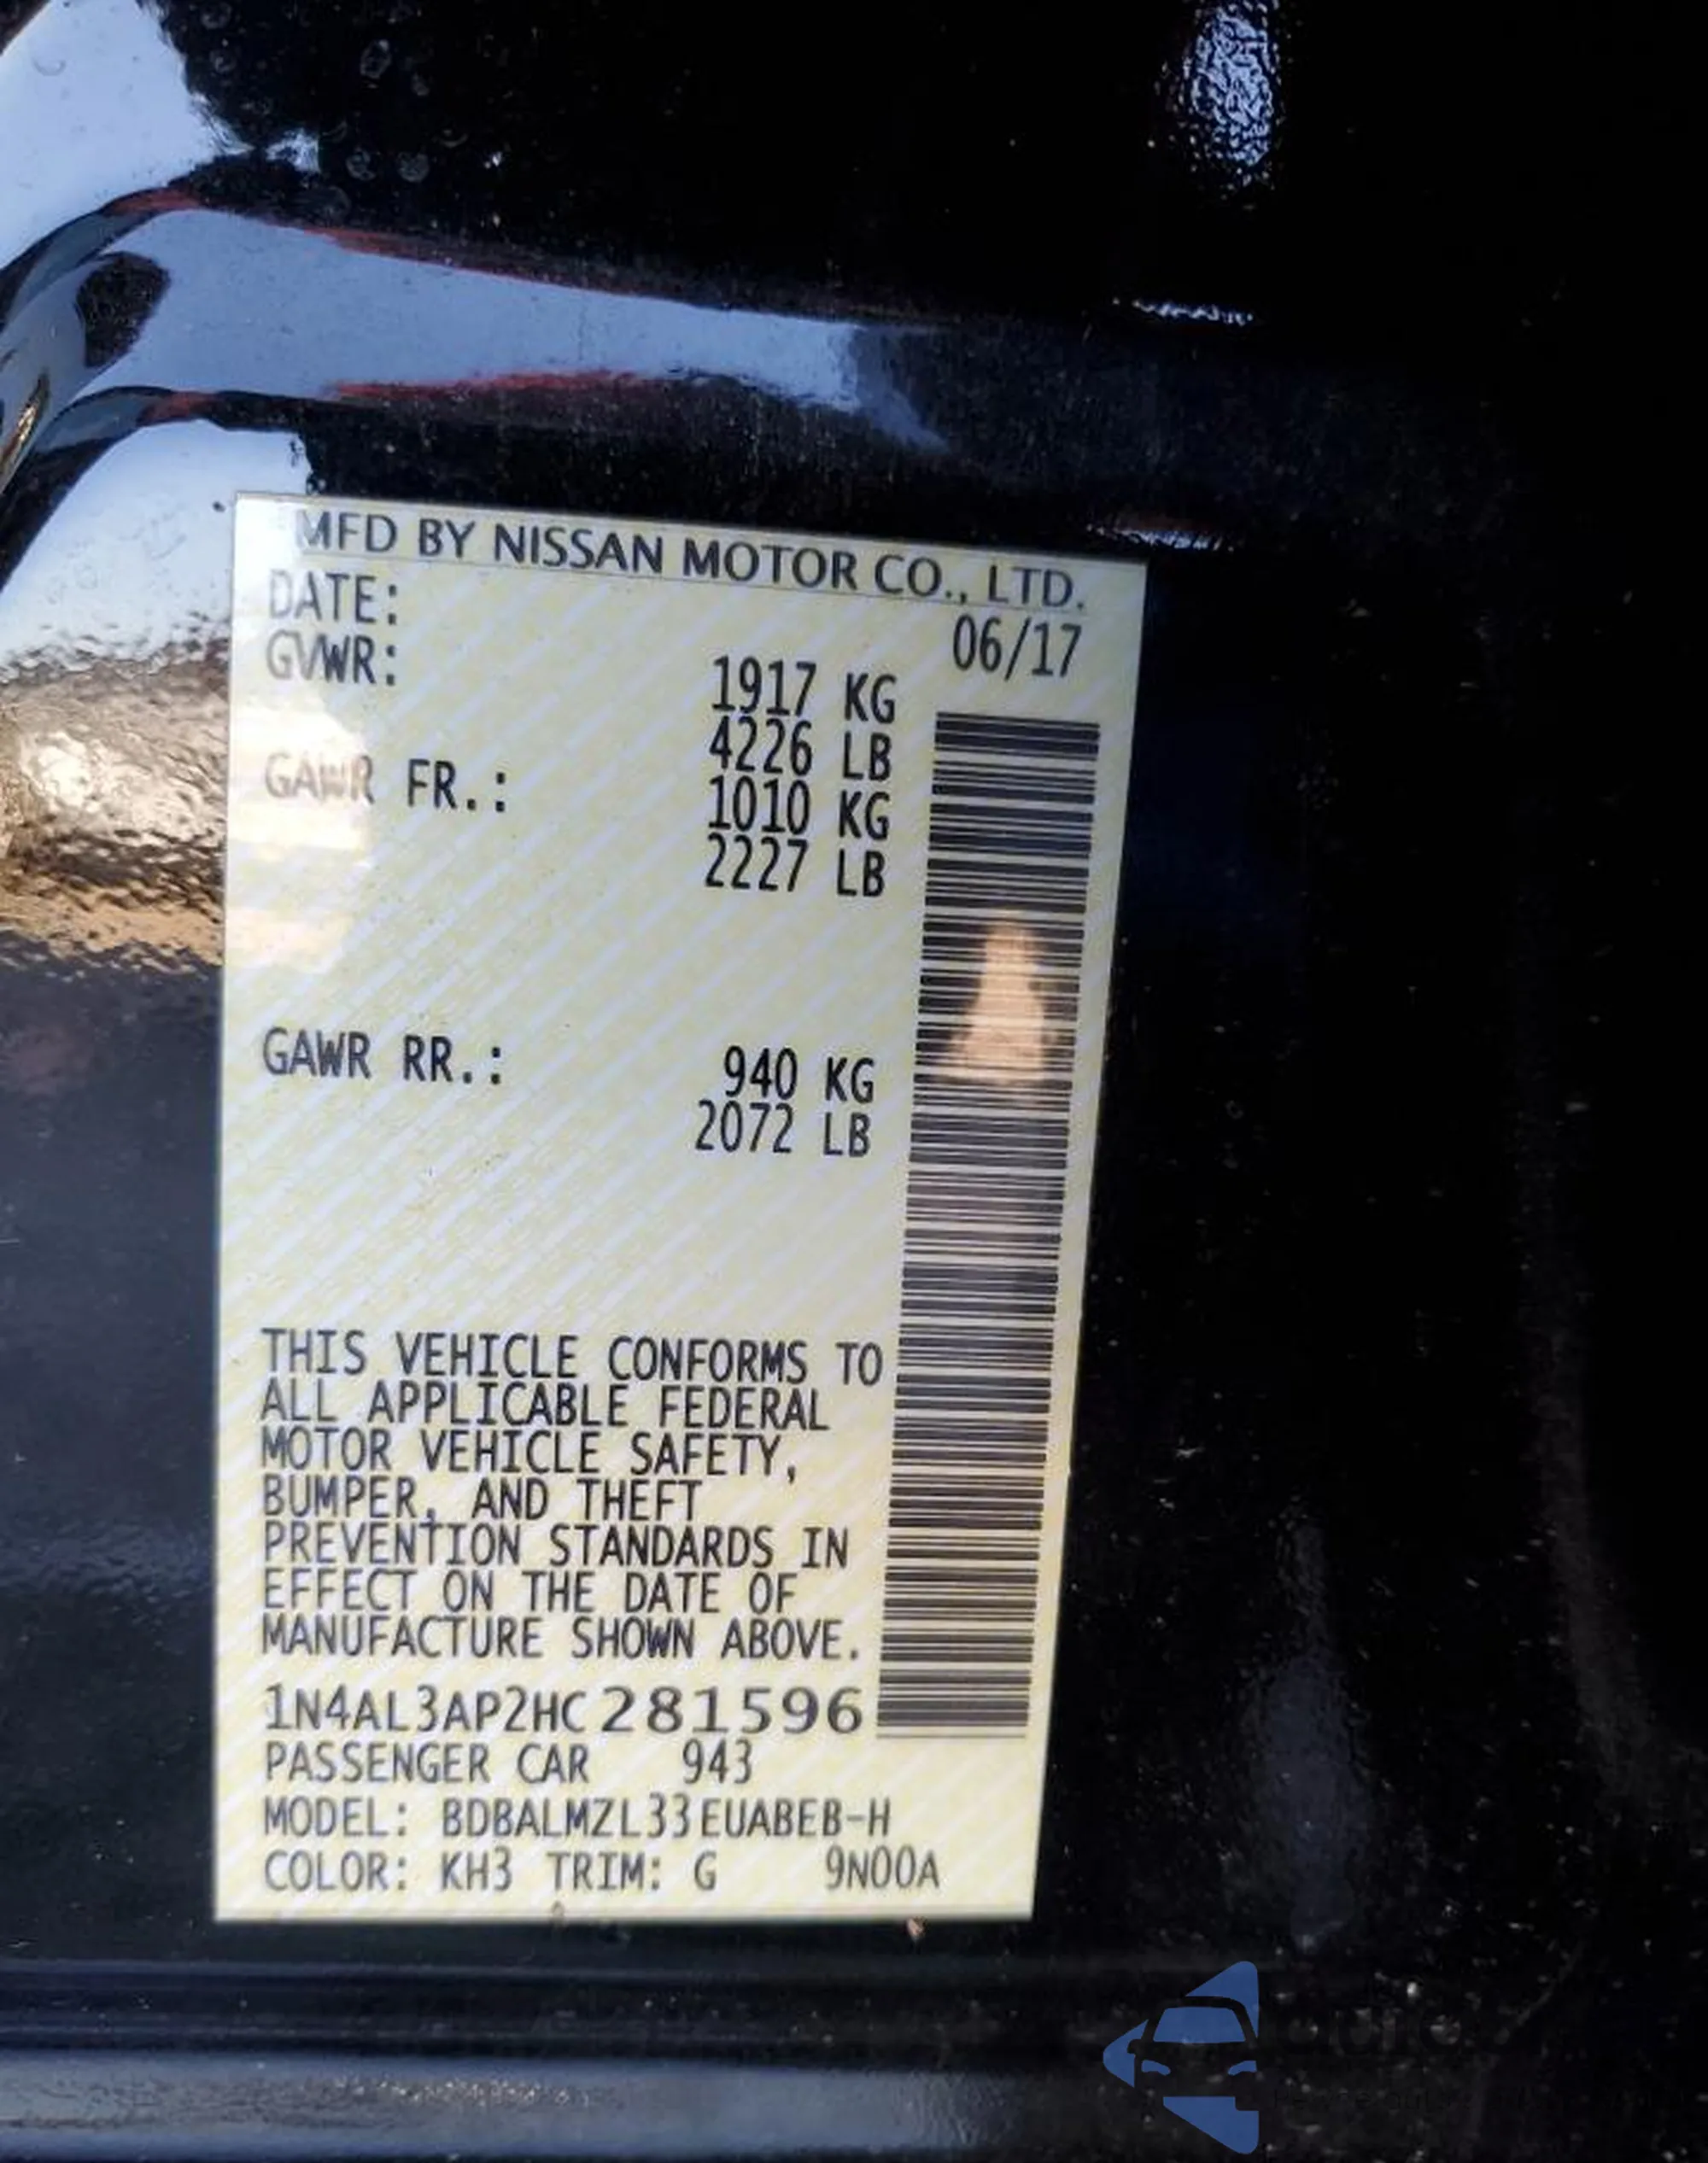 MFD BY NISSAN MOTOR CO., LTD.
DATE: 06/17
GVWR: 1917 KG
4226 LB
GAWR FR.: 1010 KG
2227 LB
GAWR RR.: 940 KG
2072 LB
THIS VEHICLE CONFORMS TO
ALL APPLICABLE FEDERAL
MOTOR VEHICLE SAFETY,
BUMPER, AND THEFT
PREVENTION STANDARDS IN
EFFECT ON THE DATE OF
MANUFACTURE SHOWN ABOVE.
1N4AL3AP2HC281596
PASSENGER CAR 943
MODEL: BDBALMZL33EUABEB-H
COLOR: KH3 TRIM: G 9N00A